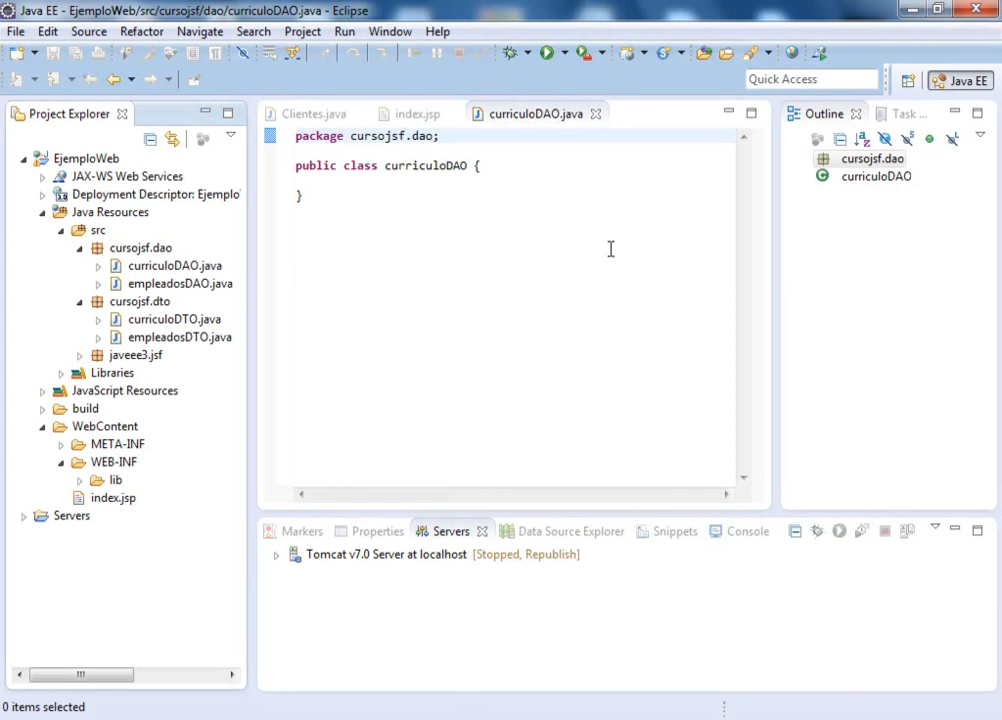 Java EE - EjemploWeb/src/cursojsf/dao/curriculoDAO.java - Eclipse
File Edit Source Refactor Navigate Search Project Run Window Help
Quick Access
Java EE
Project Explorer
EjemploWeb
JAX-WS Web Services
Deployment Descriptor: Ejemplo
Java Resources
src
cursojsf.dao
curriculoDAO.java
empleadosDAO.java
cursojsf.dto
curriculoDTO.java
empleadosDTO.java
javeee3.jsf
Libraries
JavaScript Resources
build
WebContent
META-INF
WEB-INF
lib
index.jsp
Servers
Clientes.java index.jsp curriculoDAO.java
package cursojsf.dao;
public class curriculoDAO {
}
Outline Task ...
cursojsf.dao
curriculoDAO
Markers Properties Servers Data Source Explorer Snippets Console
Tomcat v7.0 Server at localhost [Stopped, Republish]
0 items selected